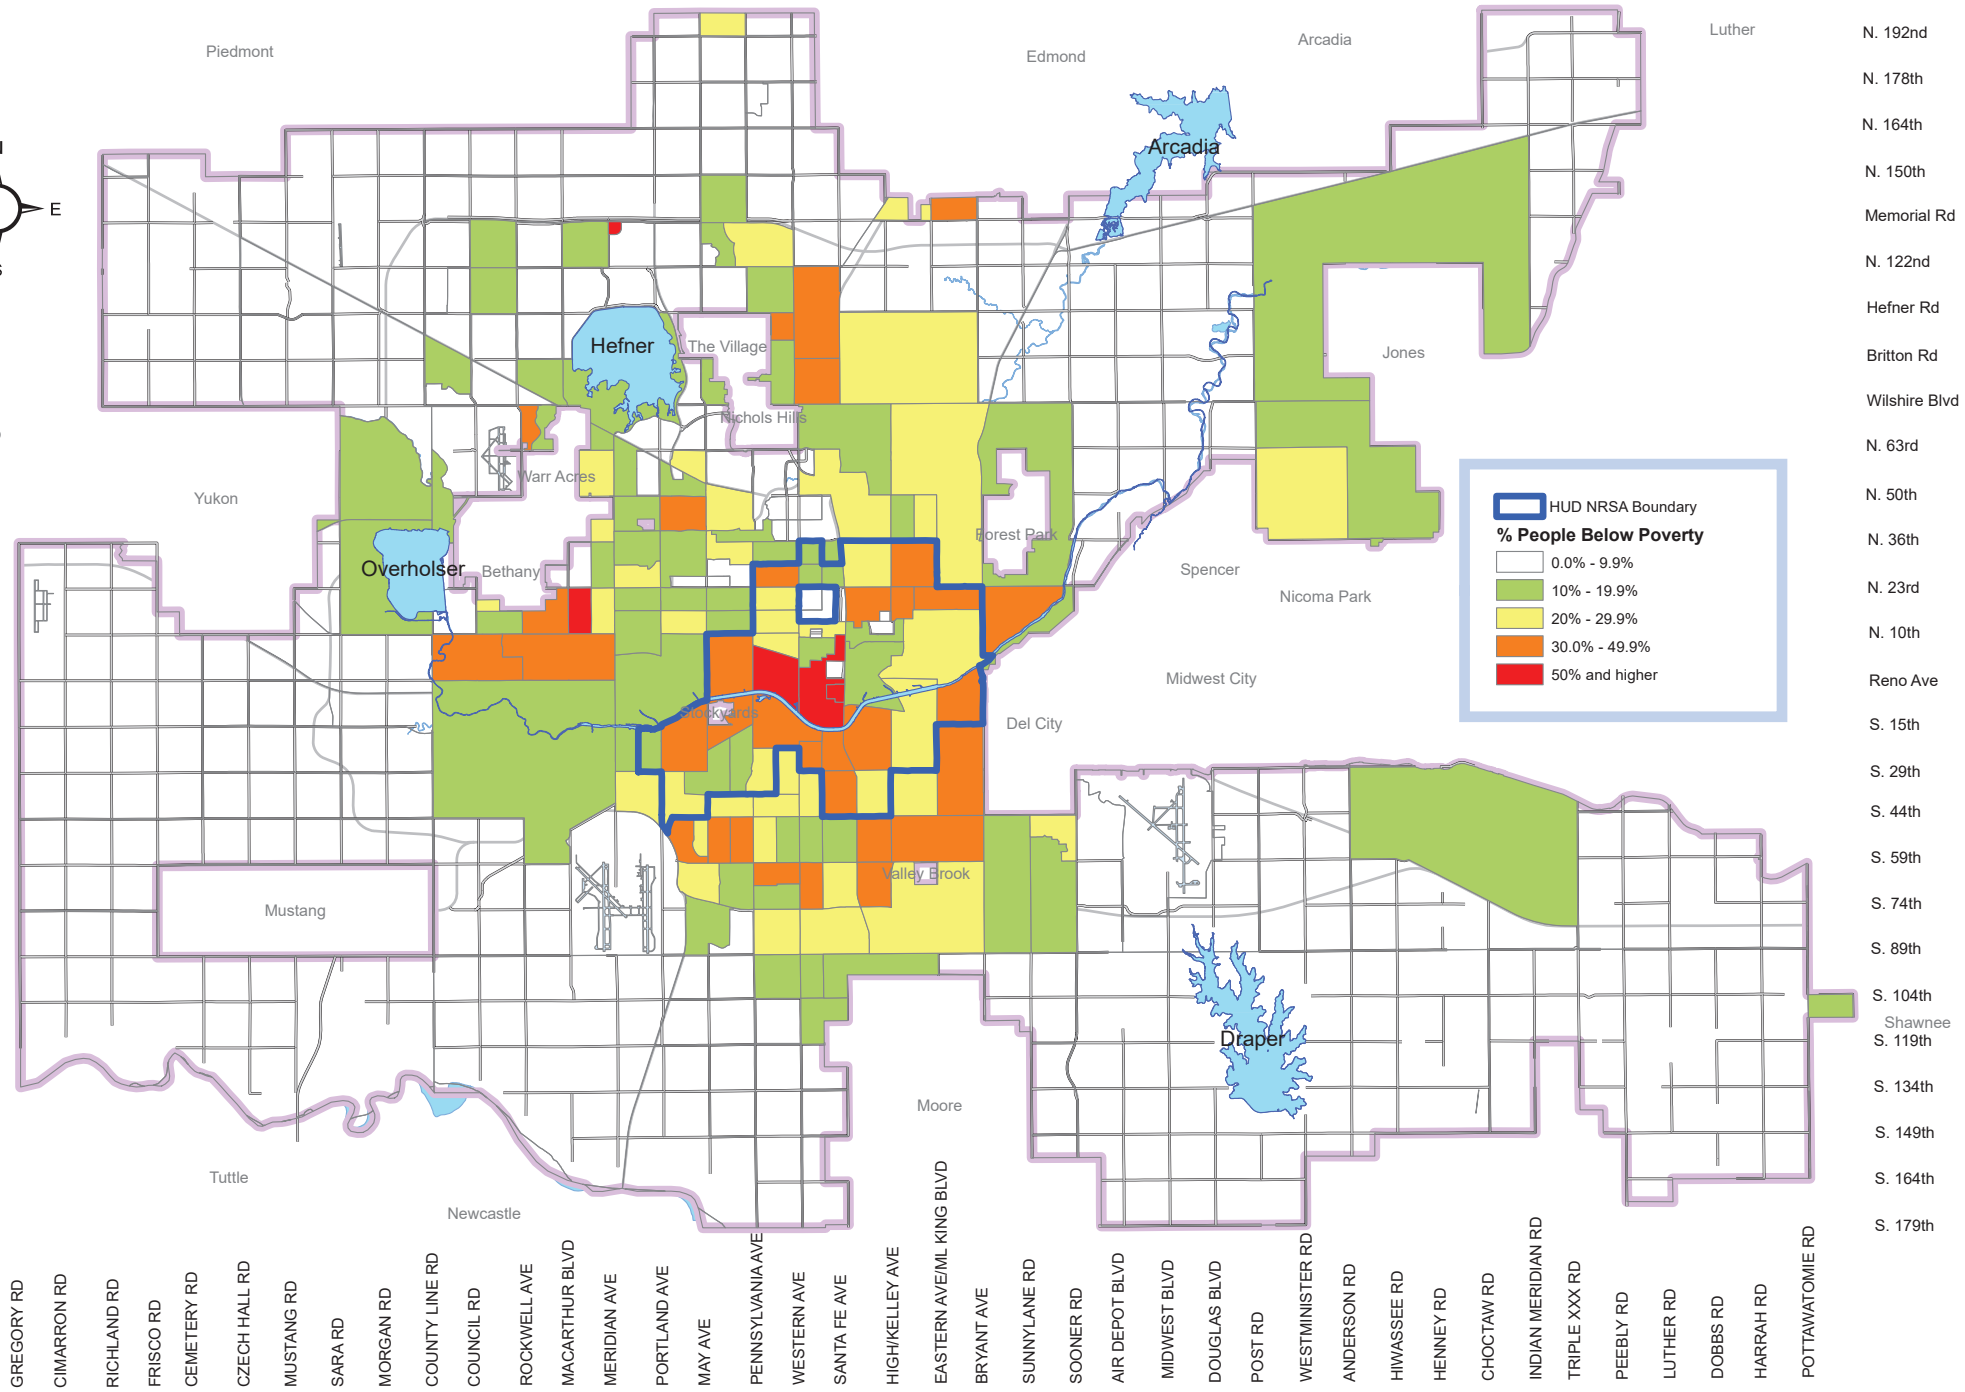 Piedmont
Edmond
Arcadia
Luther
N. 192nd
N. 178th
N. 164th
N. 150th
Memorial Rd
N. 122nd
Hefner Rd
Britton Rd
Wilshire Blvd
N. 63rd
N. 50th
N. 36th
N. 23rd
N. 10th
Reno Ave
S. 15th
S. 29th
S. 44th
S. 59th
S. 74th
S. 89th
S. 104th
Shawnee
S. 119th
S. 134th
S. 149th
S. 164th
S. 179th
E
Arcadia
Hefner
The Village
Jones
Nichols Hills
Warr Acres
Yukon
Forest Park
Overholser
Bethany
Spencer
Nicoma Park
Midwest City
Stockyards
Del City
Valley Brook
Mustang
Draper
Moore
Tuttle
Newcastle
HUD NRSA Boundary
% People Below Poverty
0.0% - 9.9%
10% - 19.9%
20% - 29.9%
30.0% - 49.9%
50% and higher
GREGORY RD
CIMARRON RD
RICHLAND RD
FRISCO RD
CEMETERY RD
CZECH HALL RD
MUSTANG RD
SARA RD
MORGAN RD
COUNTY LINE RD
COUNCIL RD
ROCKWELL AVE
MACARTHUR BLVD
MERIDIAN AVE
PORTLAND AVE
MAY AVE
PENNSYLVANIA AVE
WESTERN AVE
SANTA FE AVE
HIGH/KELLEY AVE
EASTERN AVE/ML KING BLVD
BRYANT AVE
SUNNYLANE RD
SOONER RD
AIR DEPOT BLVD
MIDWEST BLVD
DOUGLAS BLVD
POST RD
WESTMINISTER RD
ANDERSON RD
HIWASSEE RD
HENNEY RD
CHOCTAW RD
INDIAN MERIDIAN RD
TRIPLE XXX RD
PEEBLY RD
LUTHER RD
DOBBS RD
HARRAH RD
POTTAWATOMIE RD